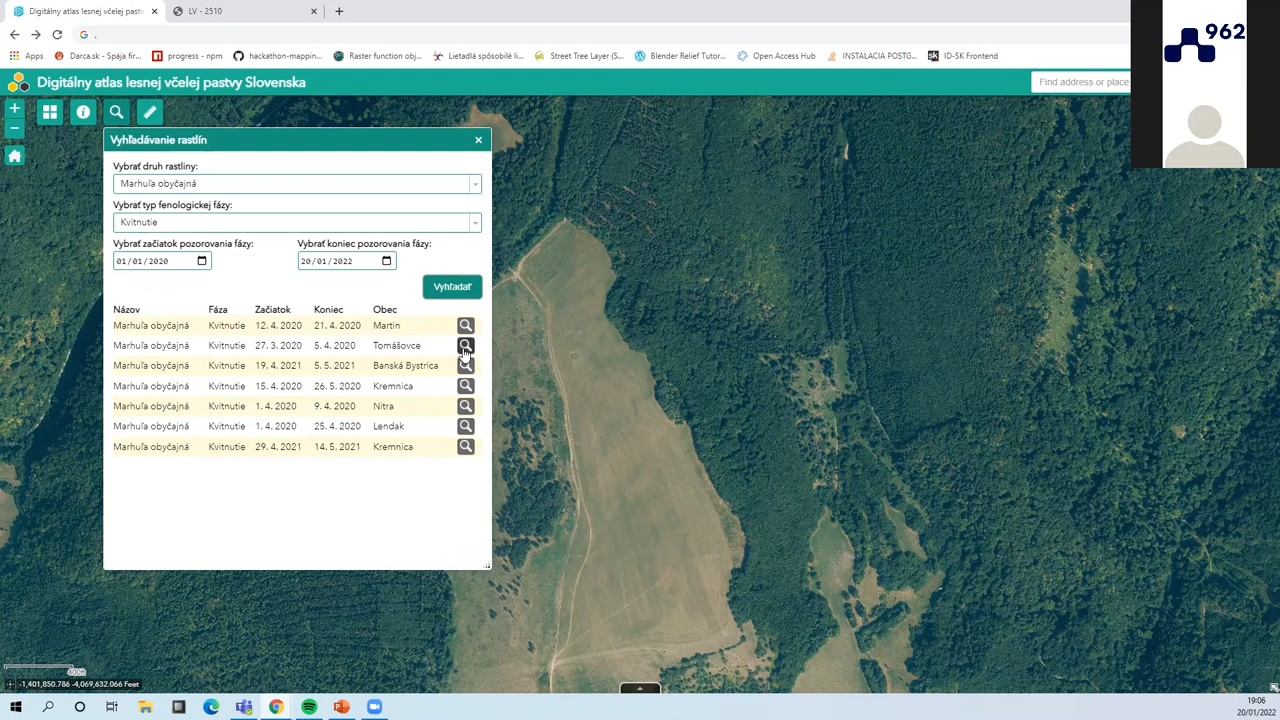 Digitálny atlas lesnej včelej past
LV - 2510
.
Apps
Darca.sk - Spája fir...
progress - npm
hackathon-mappin...
Raster function obj...
Lietadlá spôsobilé l...
Street Tree Layer (S...
Blender Relief Tutor...
Open Access Hub
INSTALACIA POSTG...
ID-SK Frontend
962
Digitálny atlas lesnej včelej pastvy Slovenska
Find address or place
Vyhľadávanie rastlín
Vybrať druh rastliny:
Marhuľa obyčajná
Vybrať typ fenologickej fázy:
Kvitnutie
Vybrať začiatok pozorovania fázy: Vybrať koniec pozorovania fázy:
01/01/2020 20/01/2022
Vyhľadať
Názov Fáza Začiatok Koniec Obec
Marhuľa obyčajná Kvitnutie 12. 4. 2020 21. 4. 2020 Martin
Marhuľa obyčajná Kvitnutie 27. 3. 2020 5. 4. 2020 Tomášovce
Marhuľa obyčajná Kvitnutie 19. 4. 2021 5. 5. 2021 Banská Bystrica
Marhuľa obyčajná Kvitnutie 15. 4. 2020 26. 5. 2020 Kremnica
Marhuľa obyčajná Kvitnutie 1. 4. 2020 9. 4. 2020 Nitra
Marhuľa obyčajná Kvitnutie 1. 4. 2020 25. 4. 2020 Lendak
Marhuľa obyčajná Kvitnutie 29. 4. 2021 14. 5. 2021 Kremnica
400ft
-1,401,850.786 -4,069,632.066 Feet
19:06
20/01/2022